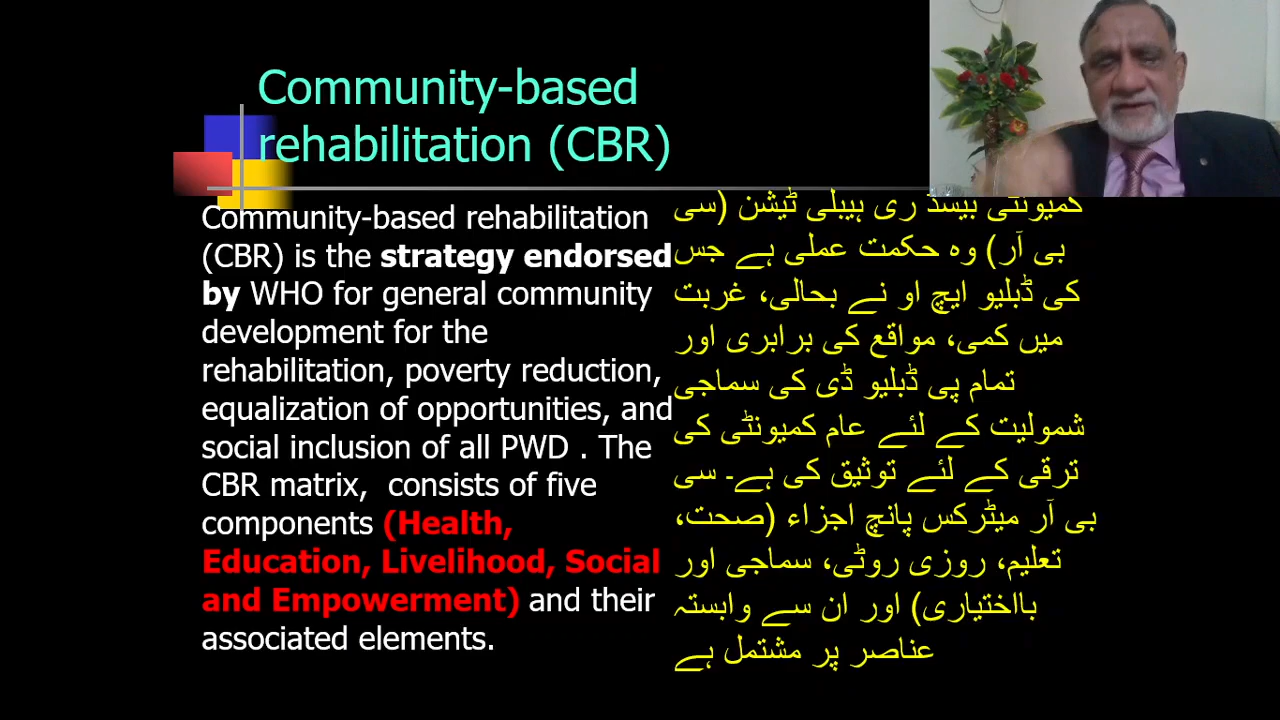 Community-based
rehabilitation (CBR)
Community-based rehabilitation
(CBR) is the strategy endorsed
by WHO for general community
development for the
rehabilitation, poverty reduction,
equalization of opportunities, and
social inclusion of all PWD . The
CBR matrix,  consists of five
components (Health,
Education, Livelihood, Social
and Empowerment) and their
associated elements.
کمیونٹی بیسڈ ری ہیبلی ٹیشن (سی
بی آر) وہ حکمت عملی ہے جس
کی ڈبلیو ایچ او نے بحالی، غربت
میں کمی، مواقع کی برابری اور
تمام پی ڈبلیو ڈی کی سماجی
شمولیت کے لئے عام کمیونٹی کی
ترقی کے لئے توثیق کی ہے۔ سی
بی آر میٹرکس پانچ اجزاء (صحت،
تعلیم، روزی روٹی، سماجی اور
بااختیاری) اور ان سے وابستہ
عناصر پر مشتمل ہے